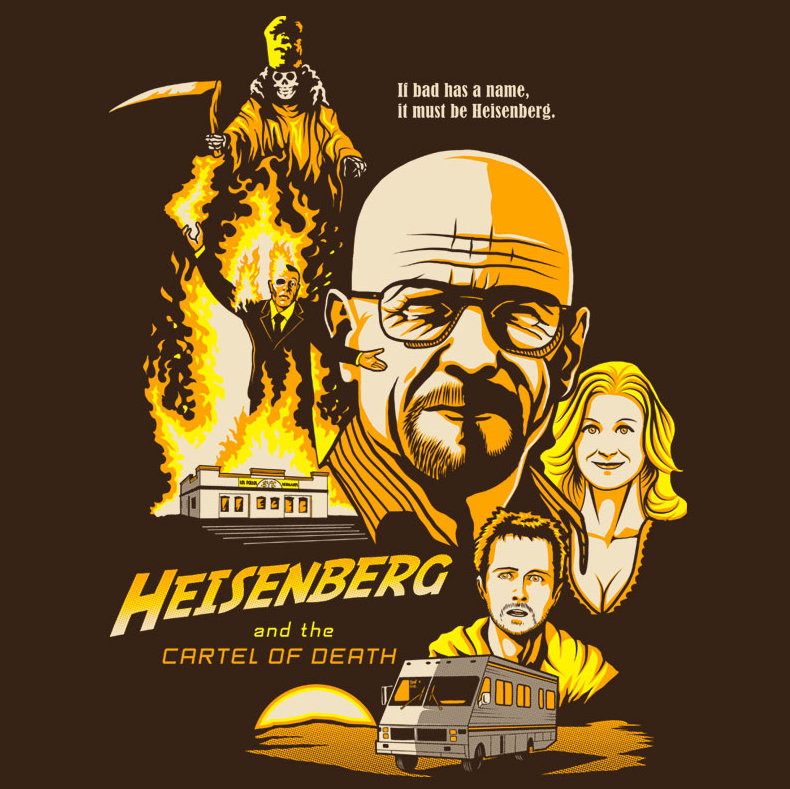 If bad has a name,
it must be Heisenberg.
HEISENBERG
and the
CARTEL OF DEATH